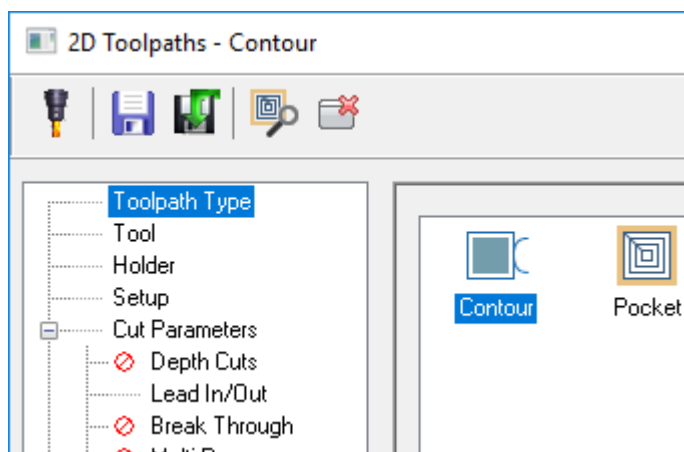 2D Toolpaths - Contour
Toolpath Type
Tool
Holder
Setup
Cut Parameters
Depth Cuts
Lead In/Out
Break Through
Contour
Pocket